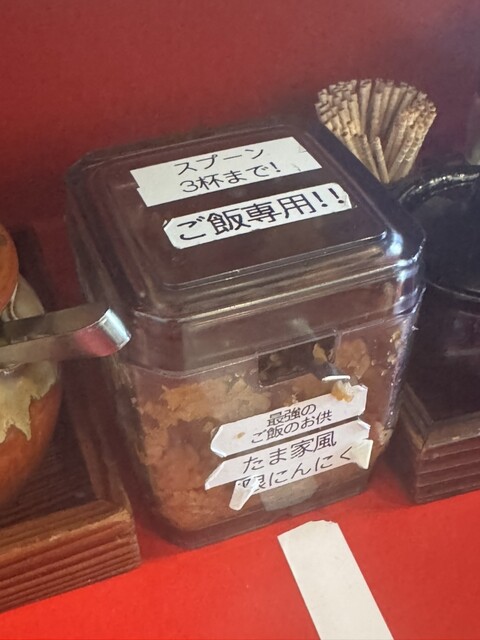 スプーン
3杯まで!
ご飯専用!!
最強の
ご飯のお供
たま家風
限にんにく